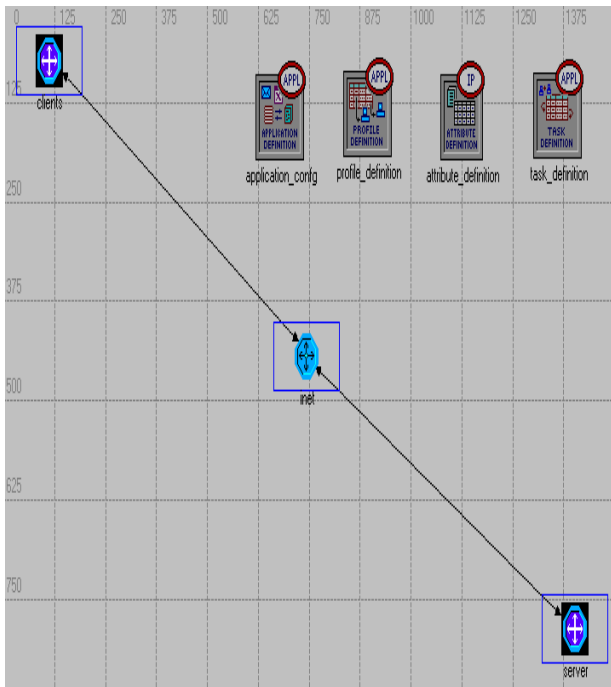 0 125 250 375 500 625 750 875 1000 1125 1250 1375
125
250
375
500
625
750
clients
APPL
APPLICATION
DEFINITION
application_confg
APPL
PROFILE
DEFINITION
profile_definition
IP
ATTRIBUTE
DEFINITION
attribute_definition
APPL
TASK
DEFINITION
task_definition
inet
server